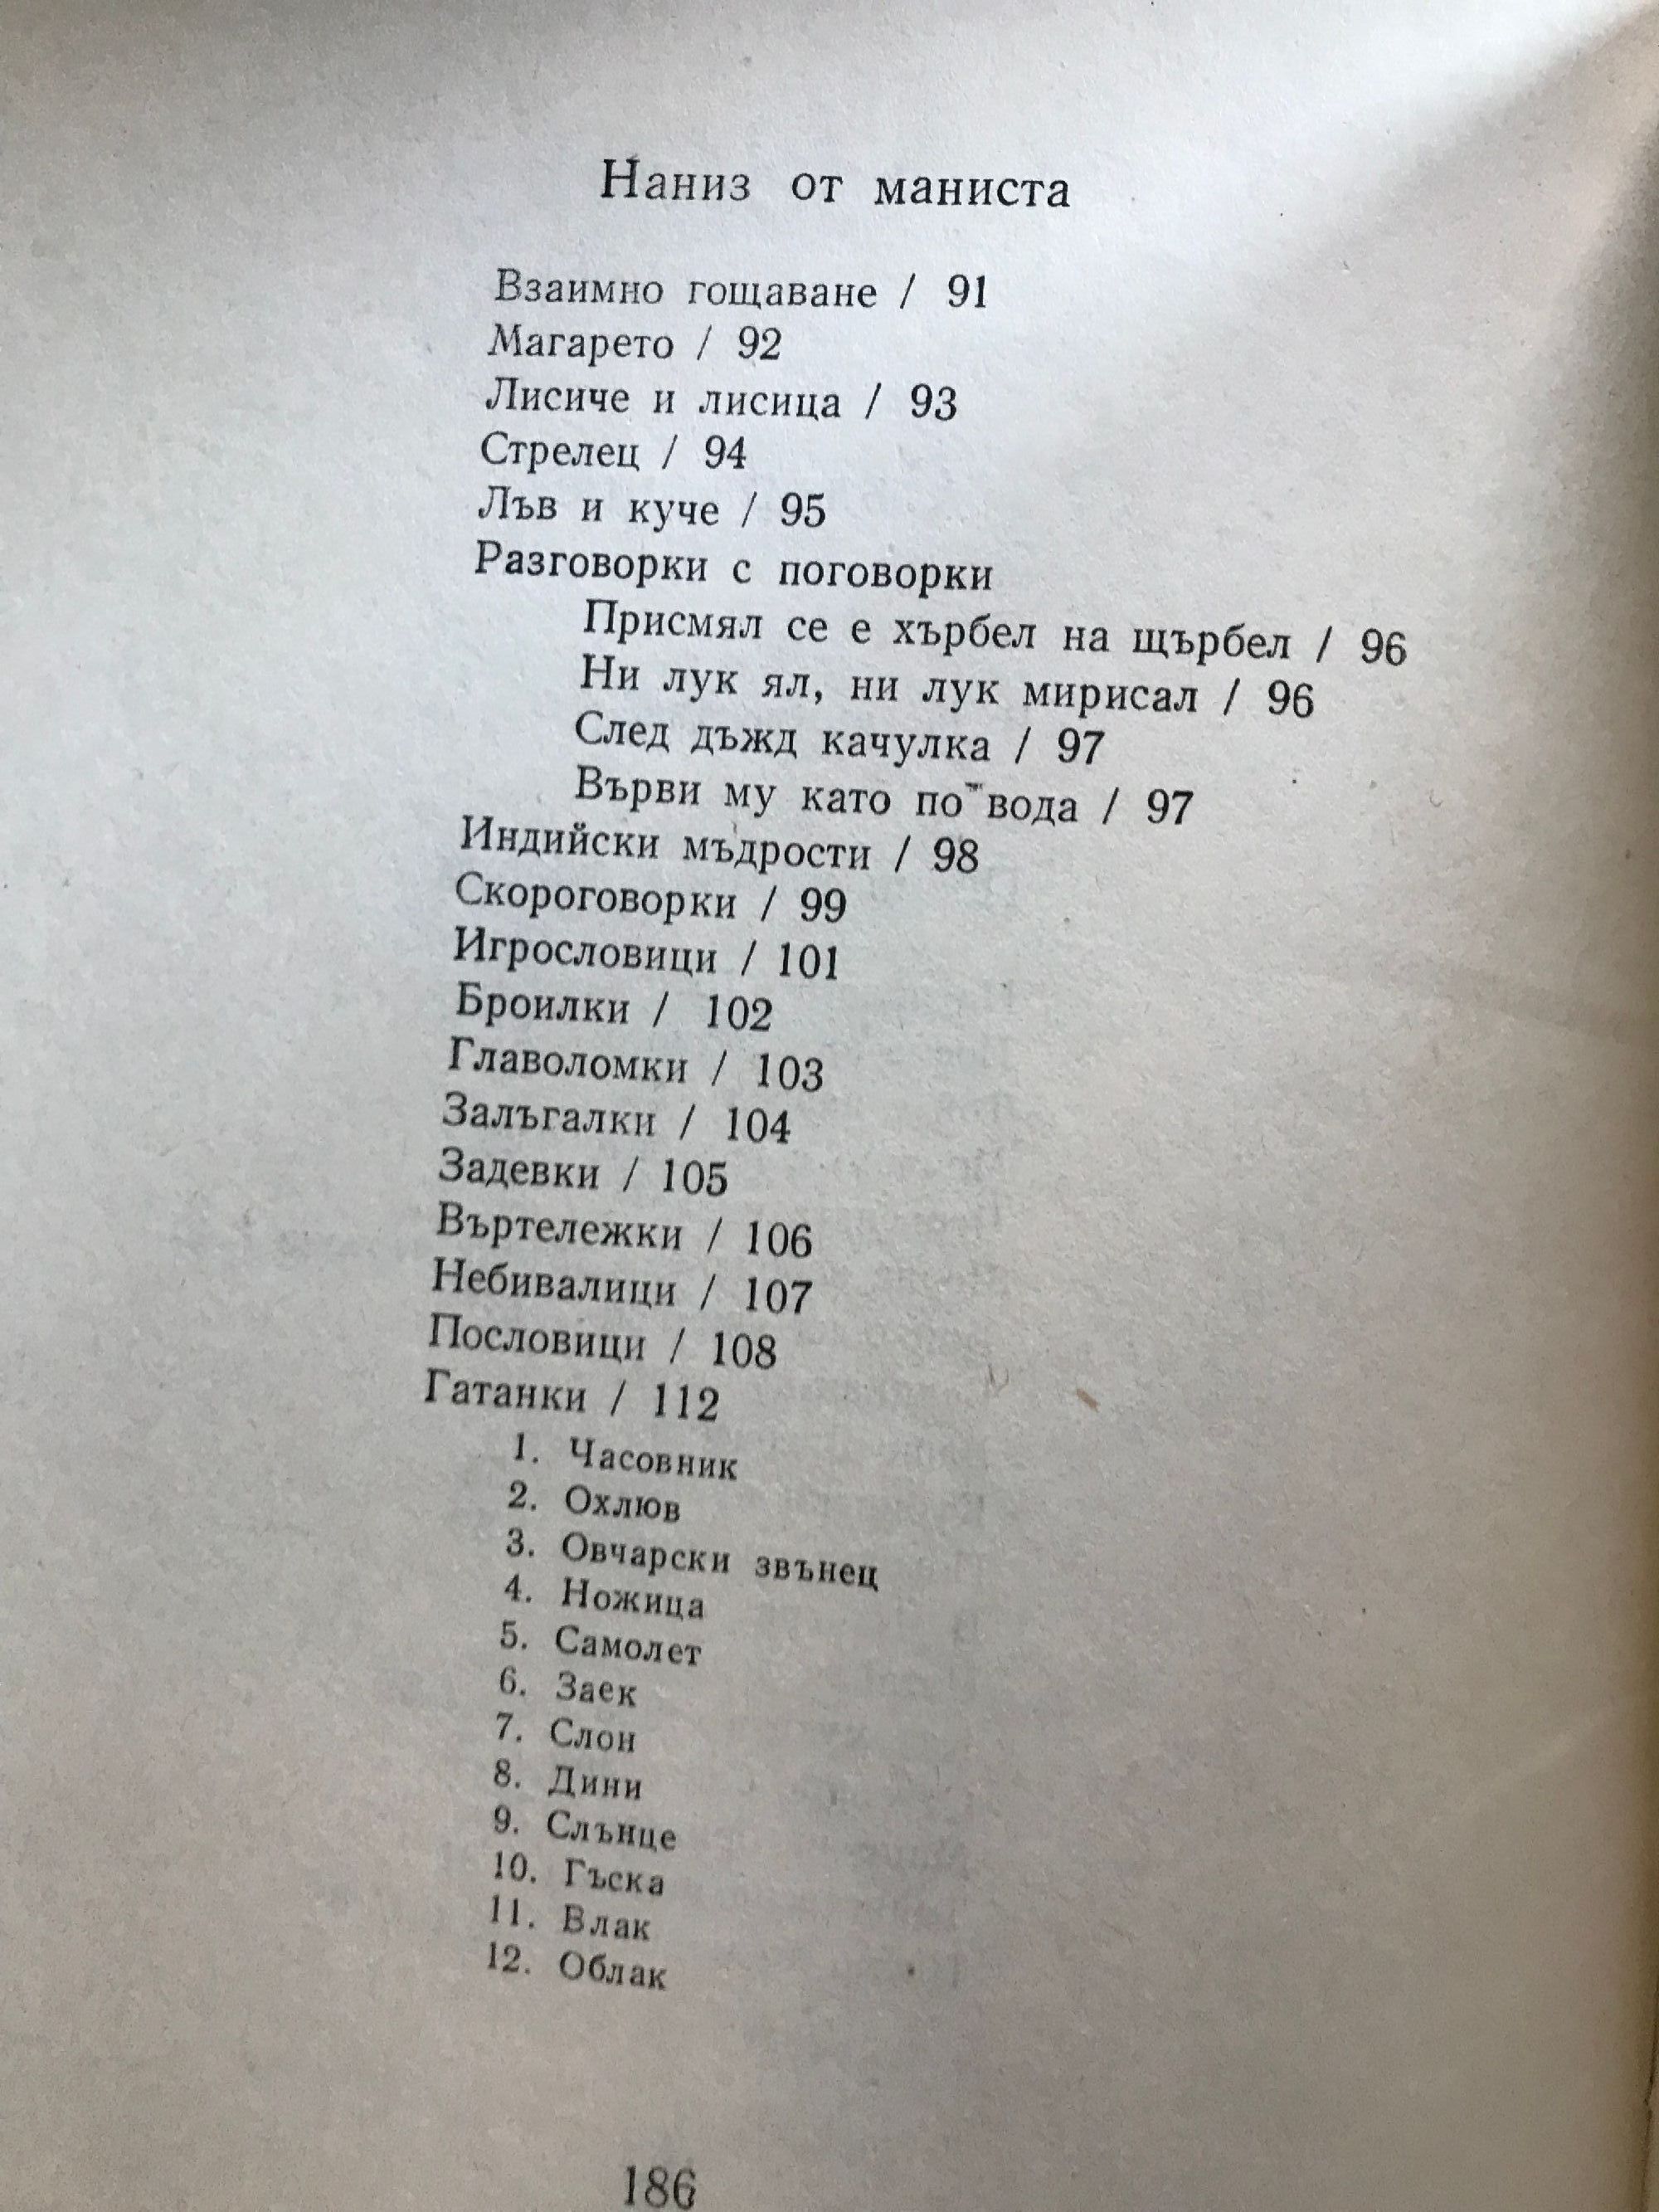 Наниз от маниста
Взаимно гощаване / 91
Магарето / 92
Лисиче и лисица / 93
Стрелец / 94
Лъв и куче / 95
Разговорки с поговорки
Присмял се е хърбел на щърбел / 96
Ни лук ял, ни лук мирисал / 96
След дъжд качулка / 97
Върви му като по вода / 97
Индийски мъдрости / 98
Скороговорки / 99
Игрословици / 101
Броилки / 102
Главоломки / 103
Залъгалки / 104
Задевки / 105
Въртележки / 106
Небивалици / 107
Пословици / 108
Гатанки / 112
1. Часовник
2. Охлюв
3. Овчарски звънец
4. Ножица
5. Самолет
6. Заек
7. Слон
8. Дини
9. Слънце
10. Гъска
11. Влак
12. Облак
186